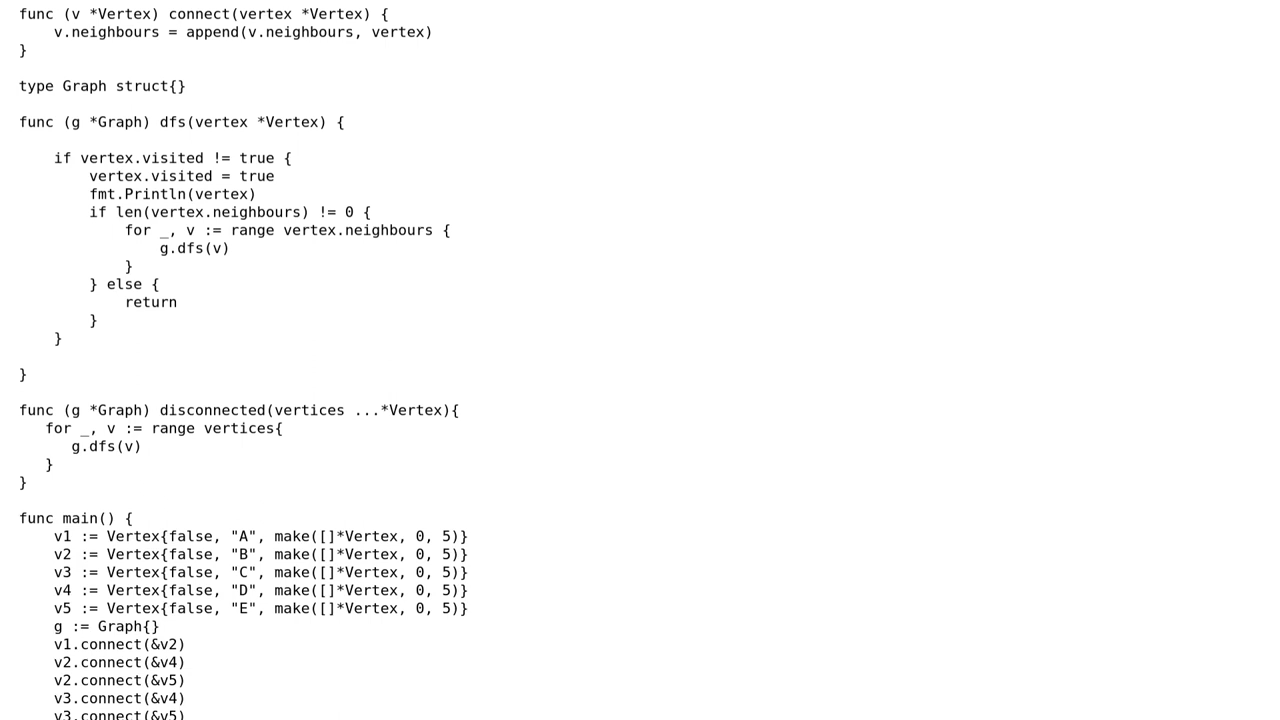 func (v *Vertex) connect(vertex *Vertex) {
    v.neighbours = append(v.neighbours, vertex)
}

type Graph struct{}

func (g *Graph) dfs(vertex *Vertex) {

    if vertex.visited != true {
        vertex.visited = true
        fmt.Println(vertex)
        if len(vertex.neighbours) != 0 {
            for _, v := range vertex.neighbours {
                g.dfs(v)
            }
        } else {
            return
        }
    }

}

func (g *Graph) disconnected(vertices ...*Vertex){
   for _, v := range vertices{
      g.dfs(v)
   }
}

func main() {
    v1 := Vertex{false, "A", make([]*Vertex, 0, 5)}
    v2 := Vertex{false, "B", make([]*Vertex, 0, 5)}
    v3 := Vertex{false, "C", make([]*Vertex, 0, 5)}
    v4 := Vertex{false, "D", make([]*Vertex, 0, 5)}
    v5 := Vertex{false, "E", make([]*Vertex, 0, 5)}
    g := Graph{}
    v1.connect(&v2)
    v2.connect(&v4)
    v2.connect(&v5)
    v3.connect(&v4)
    v3.connect(&v5)